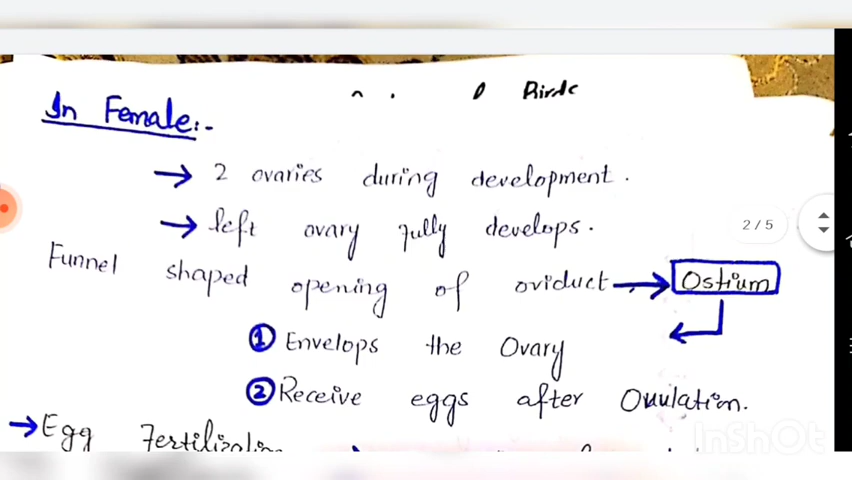 Birds
In Female:-
→ 2 ovaries during development.
→ left ovary fully develops.
2/5
Funnel shaped opening of oviduct → Ostium
① Envelops the Ovary
② Receive eggs after Ovulation.
→ Egg Fertilization
InShOt